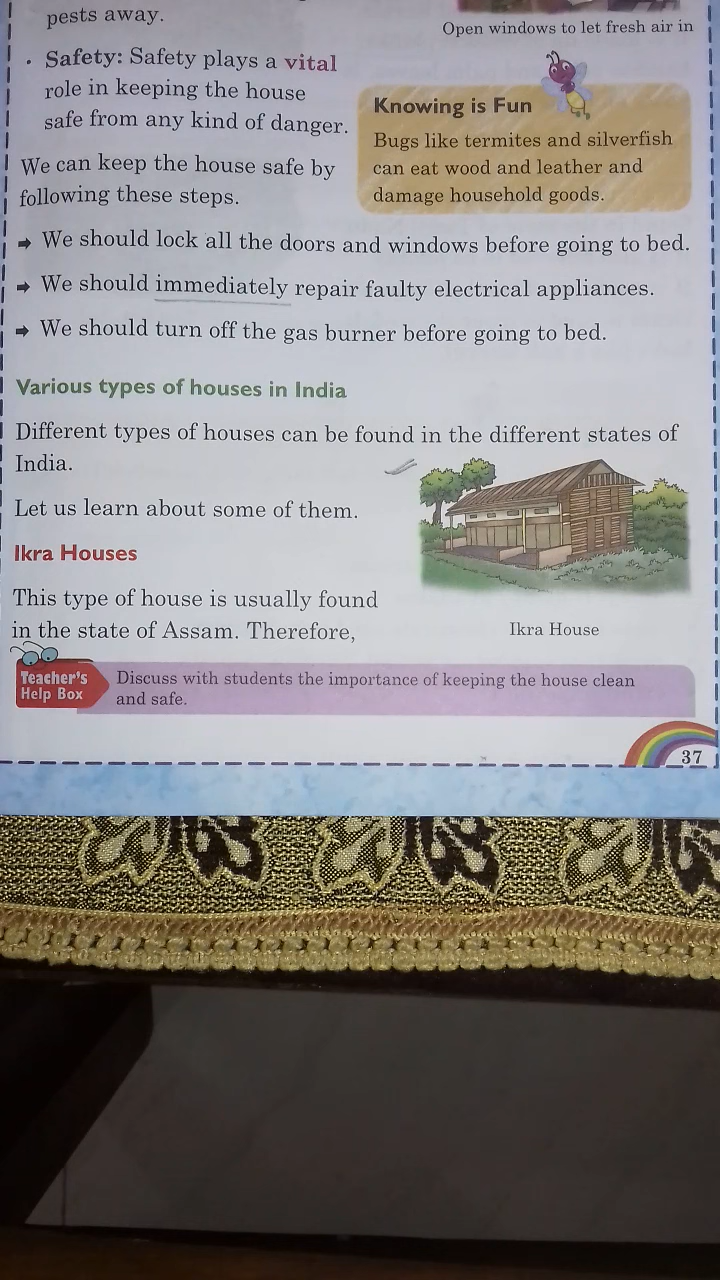 pests away.
Open windows to let fresh air in
• Safety: Safety plays a vital
role in keeping the house
safe from any kind of danger.
Knowing is Fun
Bugs like termites and silverfish
can eat wood and leather and
damage household goods.
We can keep the house safe by
following these steps.
➡ We should lock all the doors and windows before going to bed.
➡ We should immediately repair faulty electrical appliances.
➡ We should turn off the gas burner before going to bed.
Various types of houses in India
Different types of houses can be found in the different states of
India.
Let us learn about some of them.
Ikra Houses
This type of house is usually found
in the state of Assam. Therefore,
Ikra House
Teacher's
Help Box
Discuss with students the importance of keeping the house clean
and safe.
37